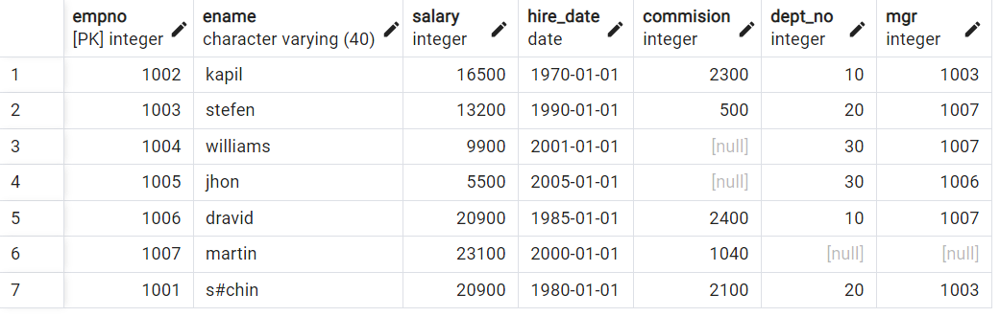 empno ename salary hire_date commision dept_no mgr
[PK] integer character varying (40) integer date integer integer integer
1 1002 kapil 16500 1970-01-01 2300 10 1003
2 1003 stefen 13200 1990-01-01 500 20 1007
3 1004 williams 9900 2001-01-01 [null] 30 1007
4 1005 jhon 5500 2005-01-01 [null] 30 1006
5 1006 dravid 20900 1985-01-01 2400 10 1007
6 1007 martin 23100 2000-01-01 1040 [null] [null]
7 1001 s#chin 20900 1980-01-01 2100 20 1003